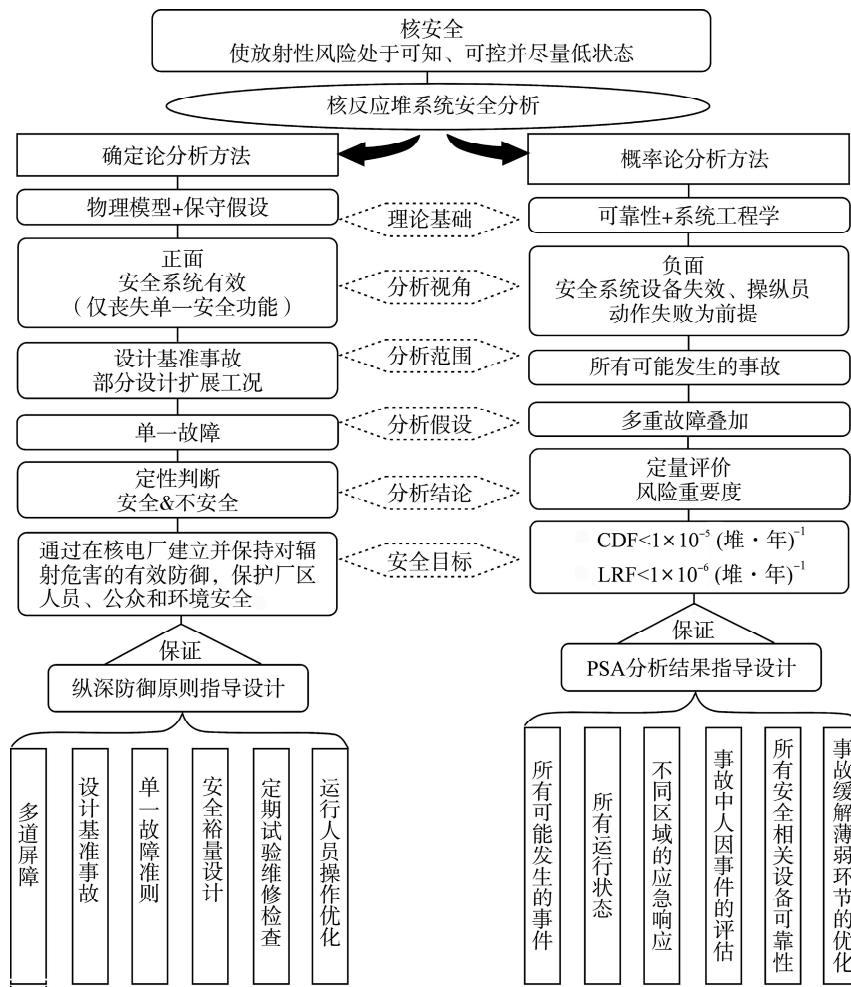 核安全
使放射性风险处于可知、可控并尽量低状态
核反应堆系统安全分析
确定论分析方法
概率论分析方法
物理模型+保守假设
理论基础
可靠性+系统工程学
正面
安全系统有效
（仅丧失单一安全功能）
分析视角
负面
安全系统设备失效、操纵员
动作失败为前提
设计基准事故
部分设计扩展工况
分析范围
所有可能发生的事故
单一故障
分析假设
多重故障叠加
定性判断
安全&不安全
分析结论
定量评价
风险重要度
通过在核电厂建立并保持对辐
射危害的有效防御，保护厂区
人员、公众和环境安全
安全目标
CDF<1×10⁻⁵ (堆·年)⁻¹
LRF<1×10⁻⁶ (堆·年)⁻¹
保证
纵深防御原则指导设计
保证
PSA分析结果指导设计
多道屏障
设计基准事故
单一故障准则
安全裕量设计
定期试验维修检查
运行人员操作优化
所有可能发生的事件
所有运行状态
不同区域的应急响应
事故中人因事件的评估
所有安全相关设备可靠性
事故缓解薄弱环节的优化